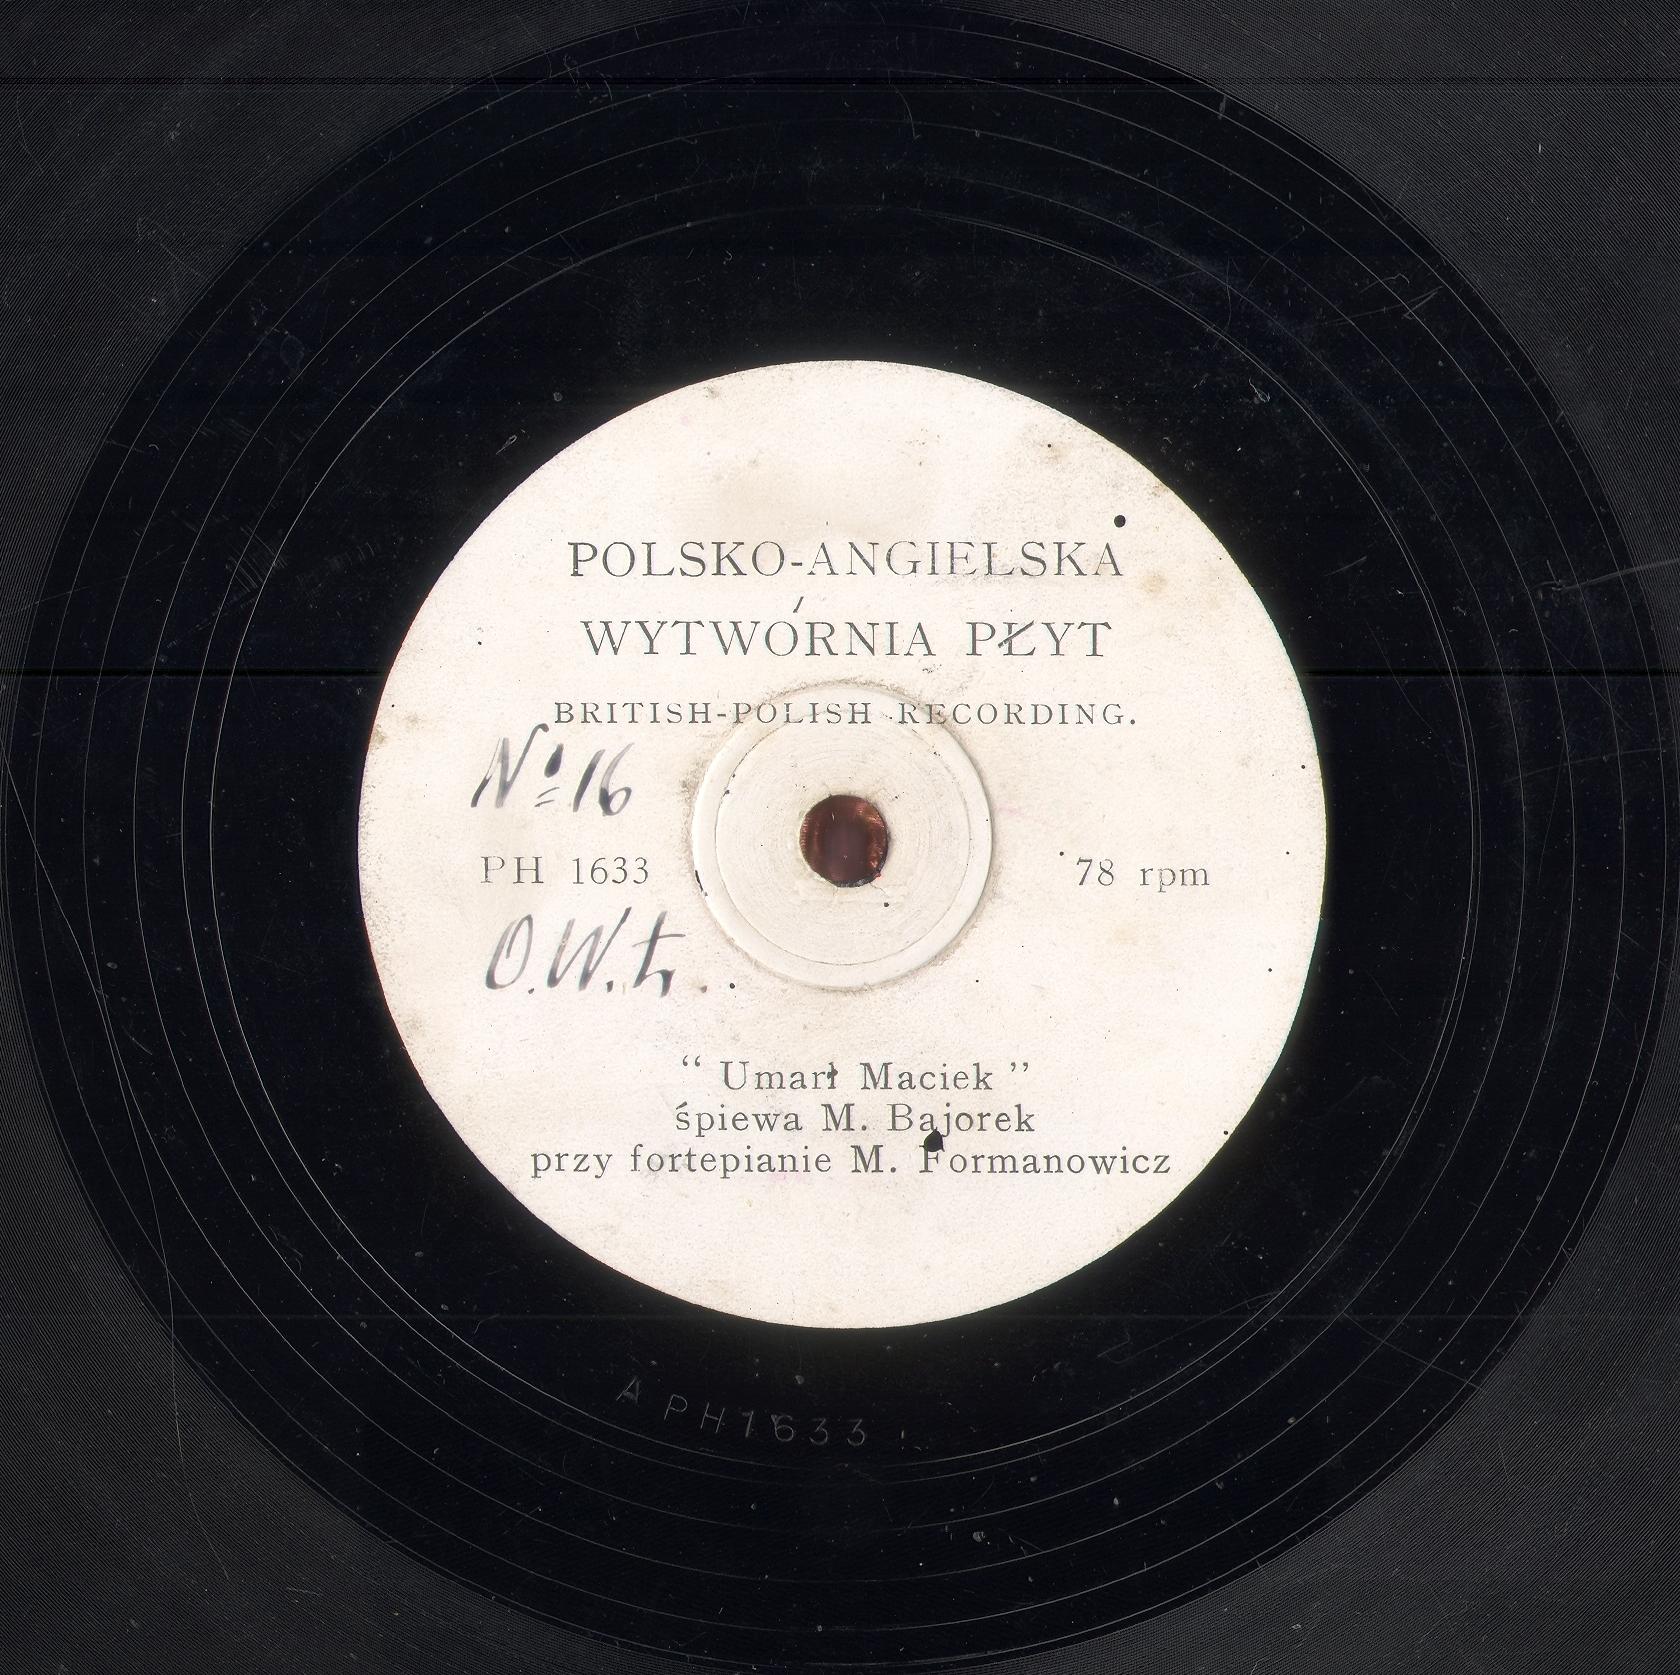 POLSKO-ANGIELSKA
WYTWÓRNIA PŁYT
BRITISH-POLISH RECORDING.
Nº 16
PH 1633
78 rpm
O.W.
" Umarł Maciek "
śpiewa M. Bajorek
przy fortepianie M. Formanowicz
A PH1633